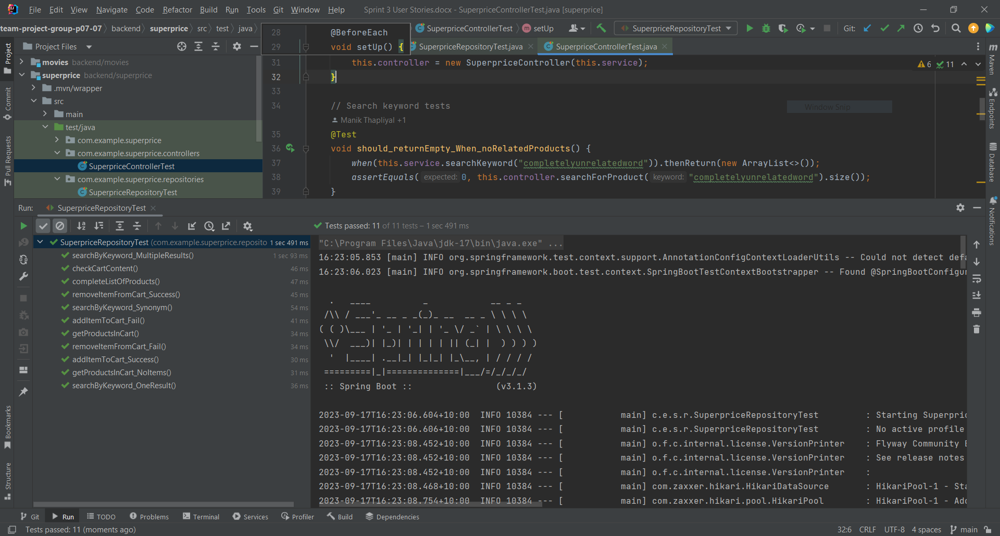 File Edit View Navigate Code Refactor Build Run Tools Git Window Help Sprint 3 User Stories.docx - SuperpriceControllerTest.java [superprice]
team-project-group-p07-07 backend superprice src test java SuperpriceControllerTest setUp SuperpriceRepositoryTest Git:
Project Files
SuperpriceRepositoryTest.java SuperpriceControllerTest.java
movies backend/movies
superprice backend/superprice
.mvn/wrapper
src
main
test/java
com.example.superprice
com.example.superprice.controllers
SuperpriceControllerTest
com.example.superprice.repositories
SuperpriceRepositoryTest
28 @BeforeEach
29 void setUp() {
31 this.controller = new SuperpriceController(this.service);
32 }
33
34 // Search keyword tests
Manik Thapliyal +1
35 @Test
36 void should_returnEmpty_When_noRelatedProducts() {
37 when(this.service.searchKeyword("completelyunrelatedword")).thenReturn(new ArrayList<>());
38 assertEquals( expected: 0, this.controller.searchForProduct( keyword: "completelyunrelatedword").size());
39 }
6 11
Window Snip
Run: SuperpriceRepositoryTest
Tests passed: 11 of 11 tests – 1 sec 491 ms
SuperpriceRepositoryTest (com.example.superprice.reposito 1 sec 491 ms
searchByKeyword_MultipleResults() 1 sec 93 ms
checkCartContent() 46 ms
completeListOfProducts() 47 ms
removeItemFromCart_Success() 45 ms
searchByKeyword_Synonym() 54 ms
addItemToCart_Fail() 41 ms
getProductsInCart() 34 ms
removeItemFromCart_Fail() 34 ms
addItemToCart_Success() 30 ms
getProductsInCart_NoItems() 31 ms
searchByKeyword_OneResult() 36 ms
"C:\Program Files\Java\jdk-17\bin\java.exe" ...
16:23:05.853 [main] INFO org.springframework.test.context.support.AnnotationConfigContextLoaderUtils -- Could not detect defa
16:23:06.023 [main] INFO org.springframework.boot.test.context.SpringBootTestContextBootstrapper -- Found @SpringBootConfigur
  .   ____          _            __ _ _
 /\\ / ___'_ __ _ _(_)_ __  __ _ \ \ \ \
( ( )\___ | '_ | '_| | '_ \/ _` | \ \ \ \
 \\/  ___)| |_)| | | | | || (_| |  ) ) ) )
  '  |____| .__|_| |_|_| |_\__, | / / / /
 =========|_|==============|___/=/_/_/_/
:: Spring Boot :: (v3.1.3)
2023-09-17T16:23:06.604+10:00 INFO 10384 --- [ main] c.e.s.r.SuperpriceRepositoryTest : Starting Superpric
2023-09-17T16:23:06.606+10:00 INFO 10384 --- [ main] c.e.s.r.SuperpriceRepositoryTest : No active profile
2023-09-17T16:23:08.452+10:00 INFO 10384 --- [ main] o.f.c.internal.license.VersionPrinter : Flyway Community E
2023-09-17T16:23:08.452+10:00 INFO 10384 --- [ main] o.f.c.internal.license.VersionPrinter : See release notes
2023-09-17T16:23:08.452+10:00 INFO 10384 --- [ main] o.f.c.internal.license.VersionPrinter :
2023-09-17T16:23:08.468+10:00 INFO 10384 --- [ main] com.zaxxer.hikari.HikariDataSource : HikariPool-1 - Sta
2023-09-17T16:23:08.754+10:00 INFO 10384 --- [ main] com.zaxxer.hikari.pool.HikariPool : HikariPool-1 - Add
Project
Commit
Pull Requests
Bookmarks
Structure
Maven
Endpoints
Database
Notifications
Git Run TODO Problems Terminal Services Profiler Build Dependencies
Tests passed: 11 (moments ago) 32:6 CRLF UTF-8 4 spaces main